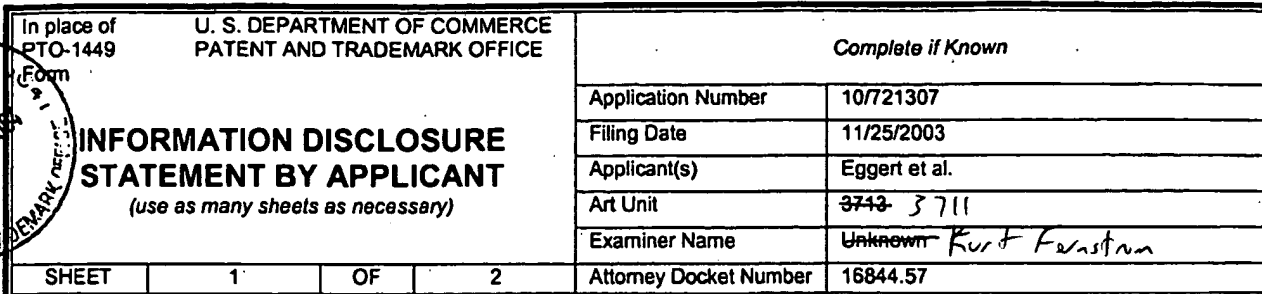 In place of U. S. DEPARTMENT OF COMMERCE
PTO-1449 PATENT AND TRADEMARK OFFICE
Form
INFORMATION DISCLOSURE
STATEMENT BY APPLICANT
(use as many sheets as necessary)
SHEET 1 OF 2
Complete if Known
Application Number 10/721307
Filing Date 11/25/2003
Applicant(s) Eggert et al.
Art Unit 3713 3711
Examiner Name Unknown Kurt Fernstrom
Attorney Docket Number 16844.57